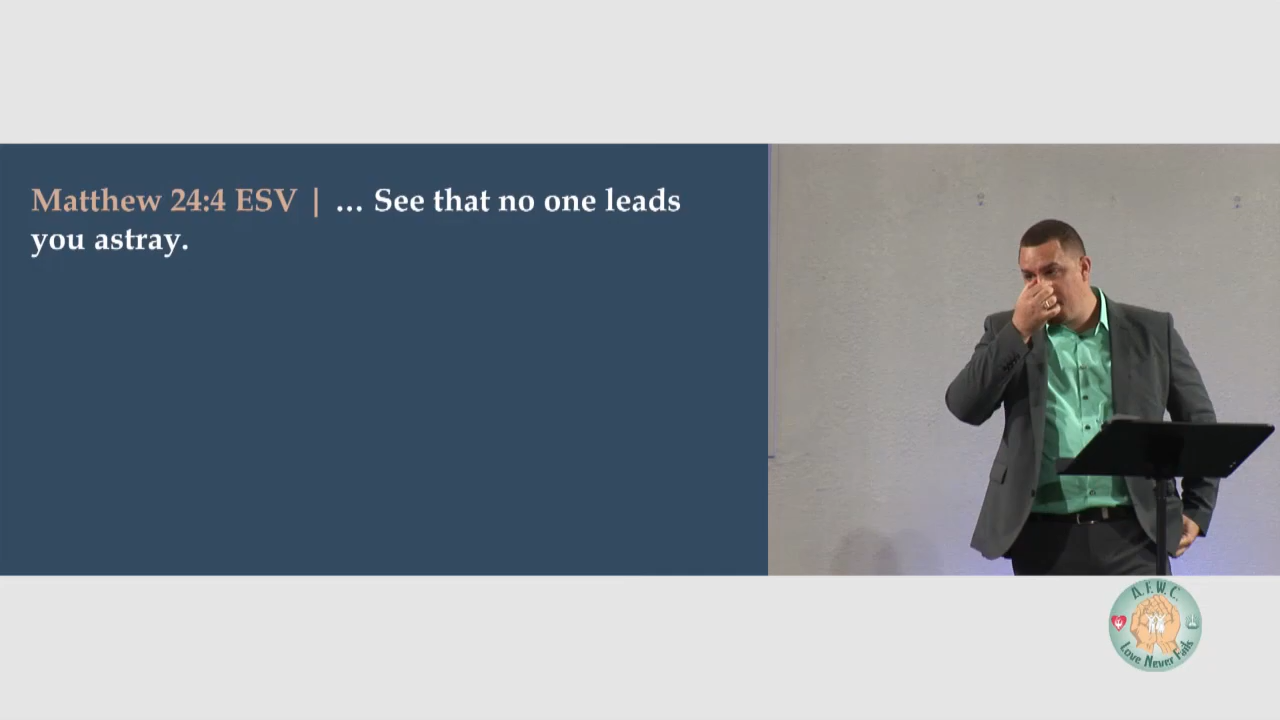 Matthew 24:4 ESV | … See that no one leads
you astray.
A.F.W.C.
Love Never Fails